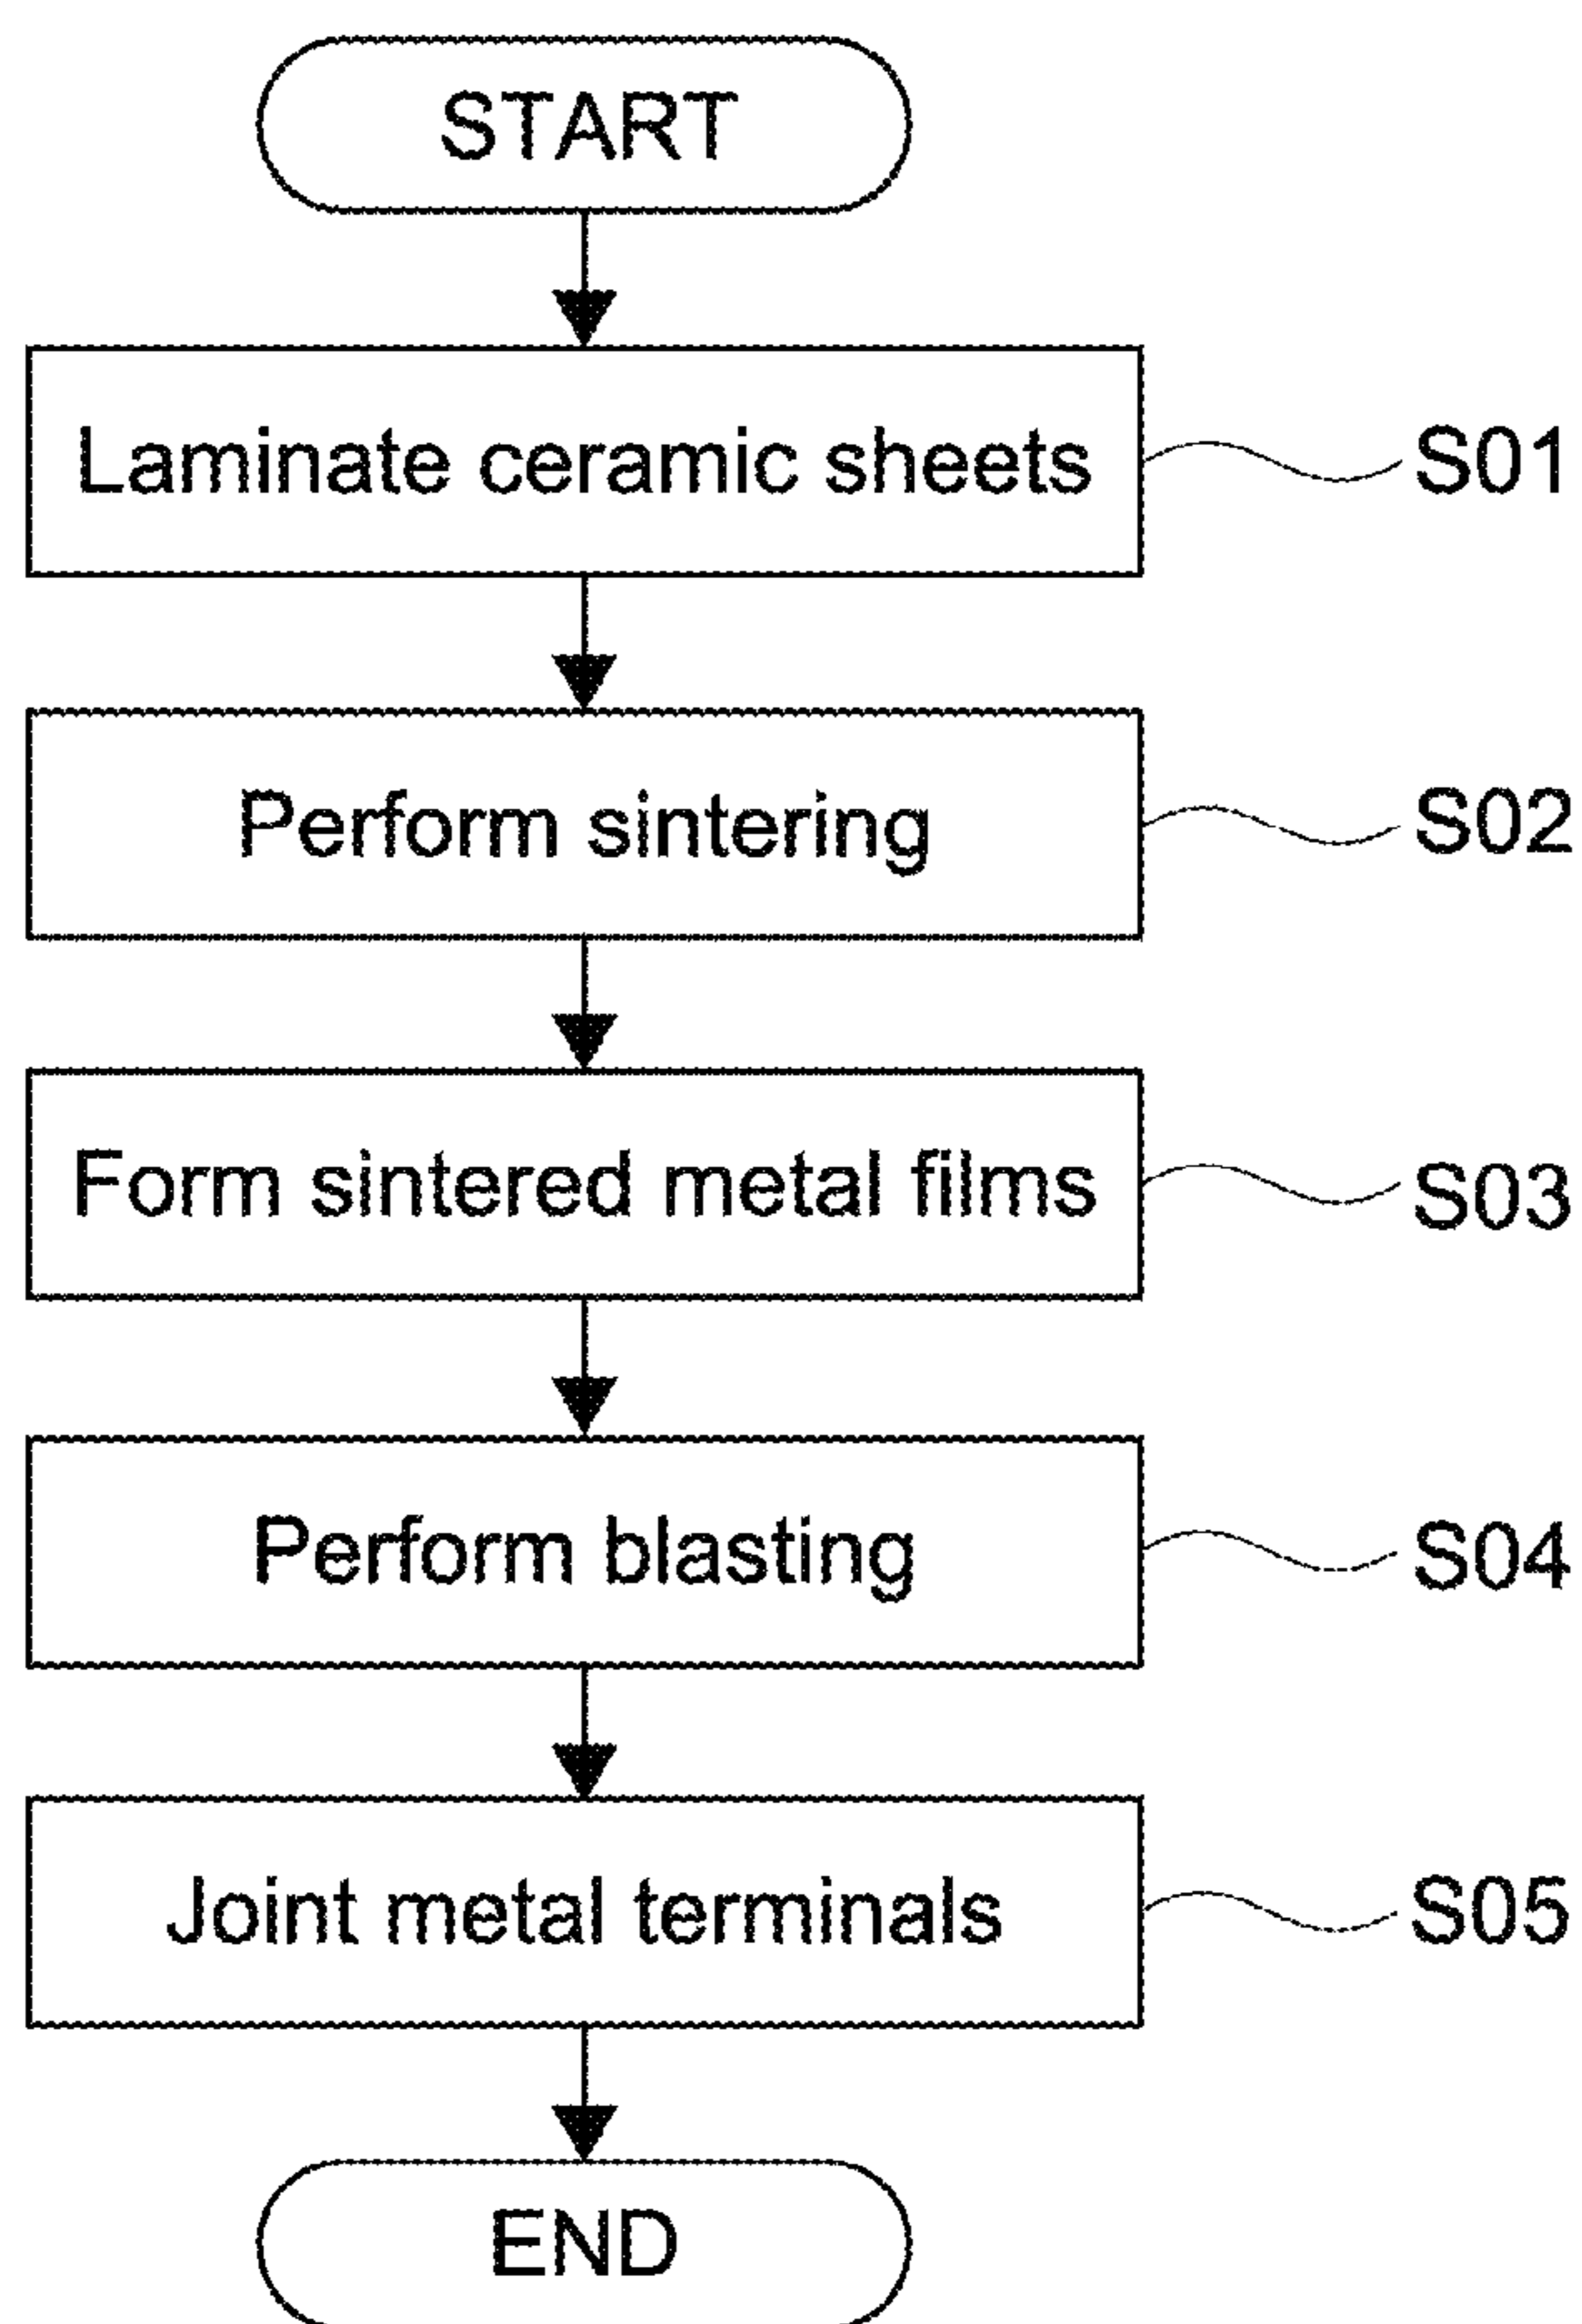 START
Laminate ceramic sheets
S01
Perform sintering
S02
Form sintered metal films
S03
Perform blasting
S04
Joint metal terminals
S05
END